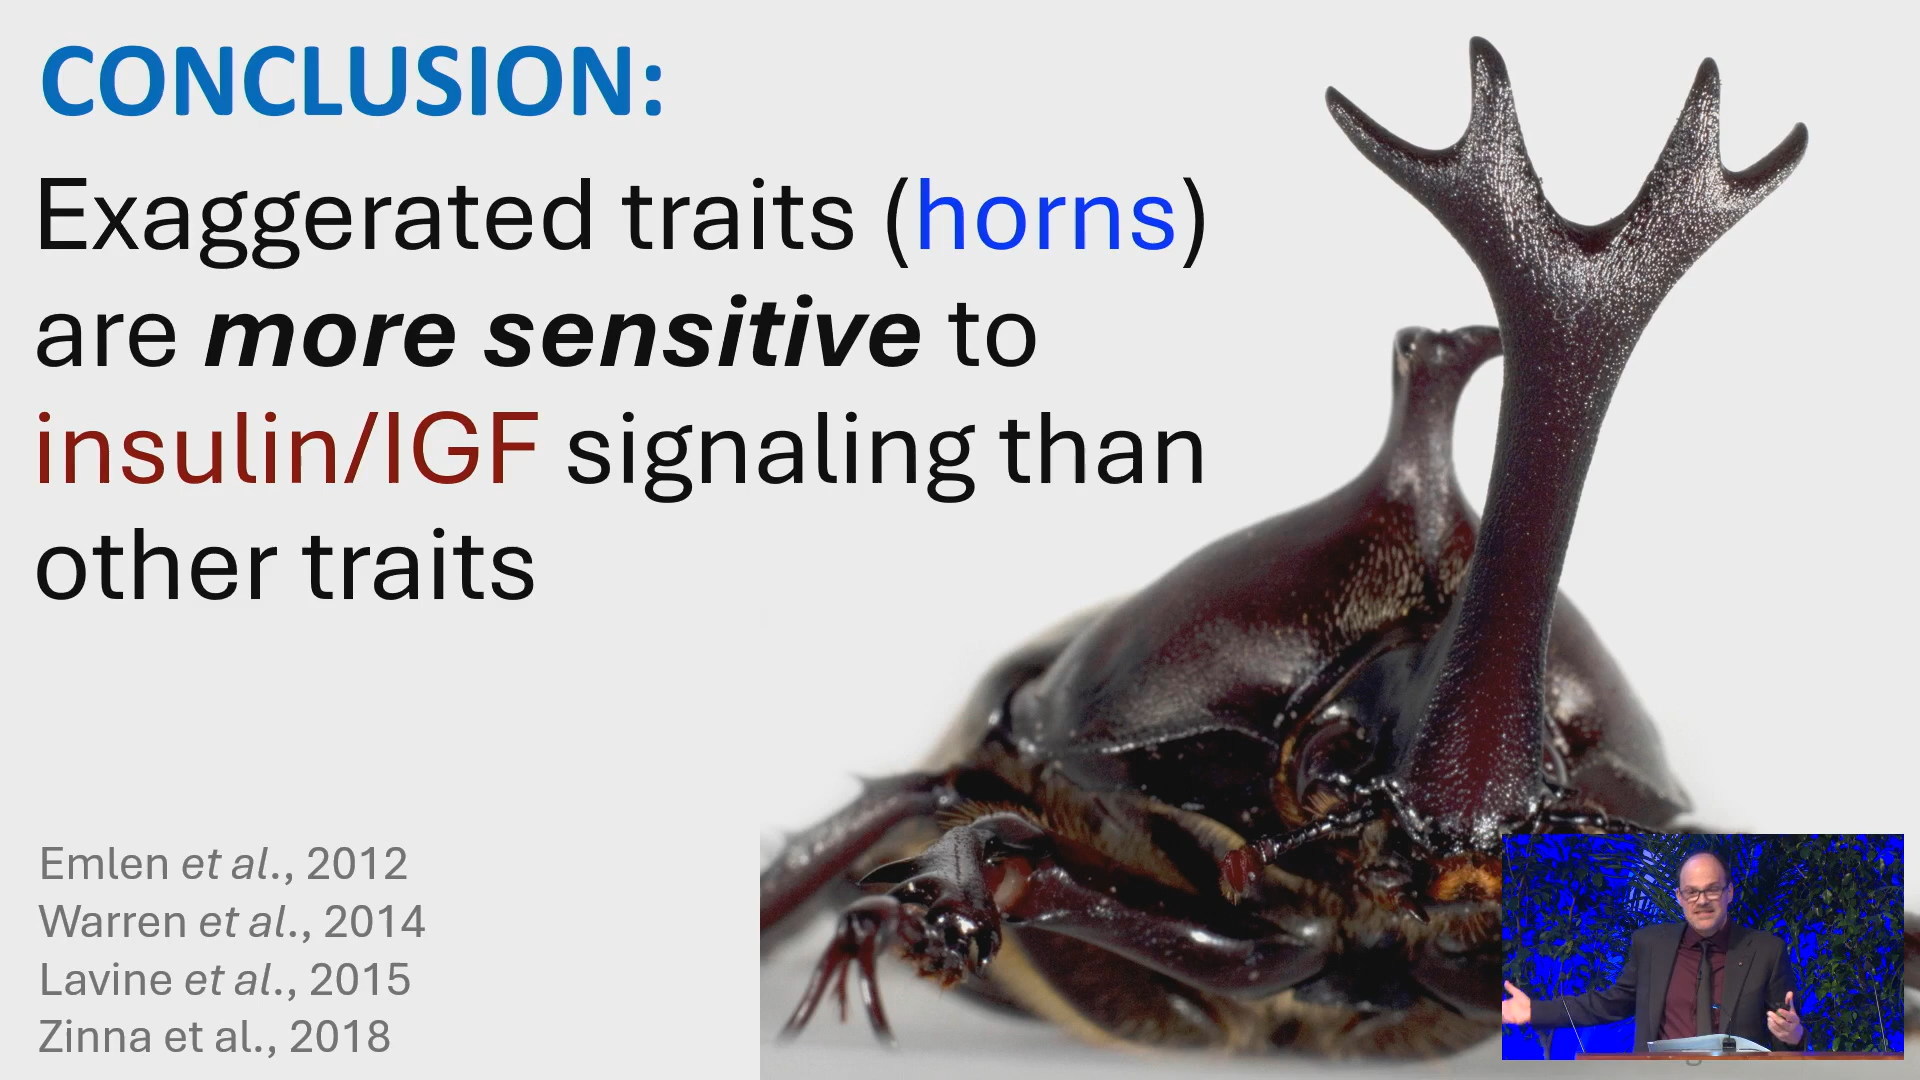 CONCLUSION:
Exaggerated traits (horns)
are more sensitive to
insulin/IGF signaling than
other traits
Emlen et al., 2012
Warren et al., 2014
Lavine et al., 2015
Zinna et al., 2018